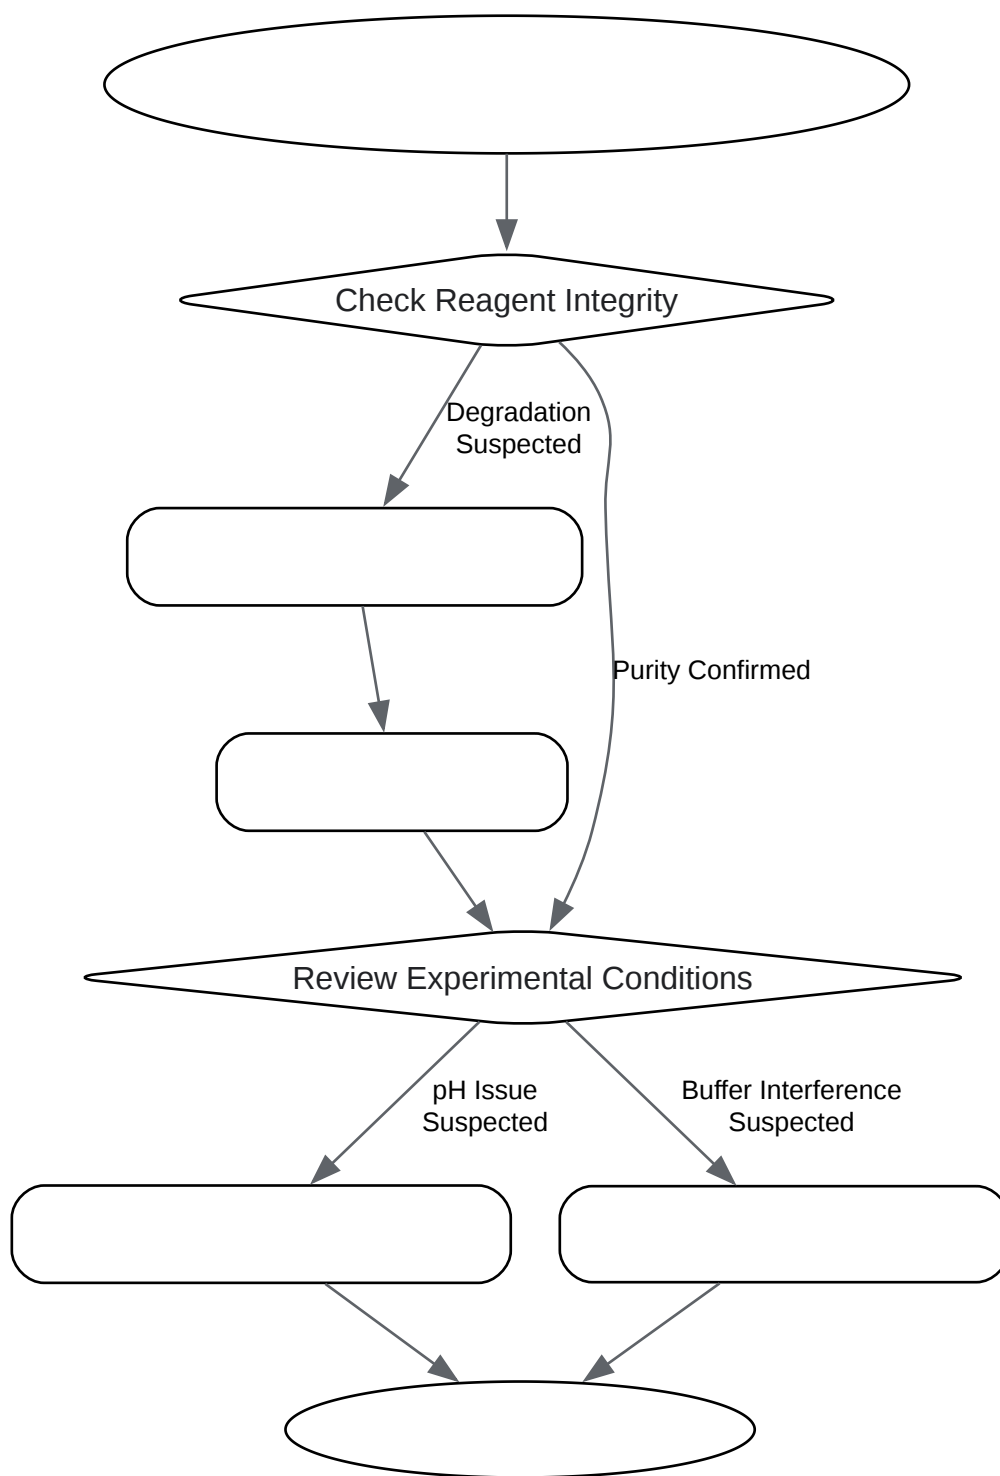 Check Reagent Integrity
Degradation
Suspected
Purity Confirmed
Review Experimental Conditions
pH Issue
Suspected
Buffer Interference
Suspected